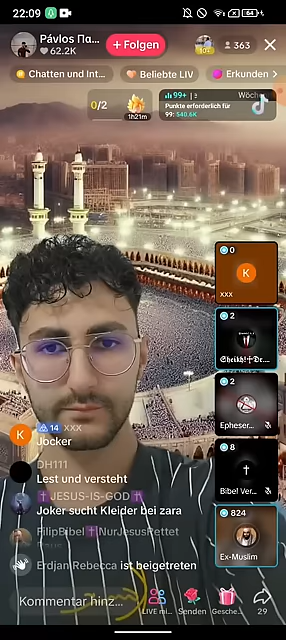 22:09
Pávlos Πα...
62.2K
+ Folgen
10+
363
Chatten und Int...
Beliebte LIV
Erkunden >
0/2
1h21m
99+
Wöch
Punkte erforderlich für
99: 540.6K
0
K
xxx
2
Sheikh!†De...
2
Epheser...
8
Bibel Ver...
824
Ex-Muslim
K
14 XXX
Jocker
DH111
Lest und versteht
JESUS-IS-GOD
Joker sucht Kleider bei zara
FilipBibel NurJesusRettet
Erdjan Rebecca ist beigetreten
Kommentar hinz...
LIVE mi...
Senden
Gesche...
29